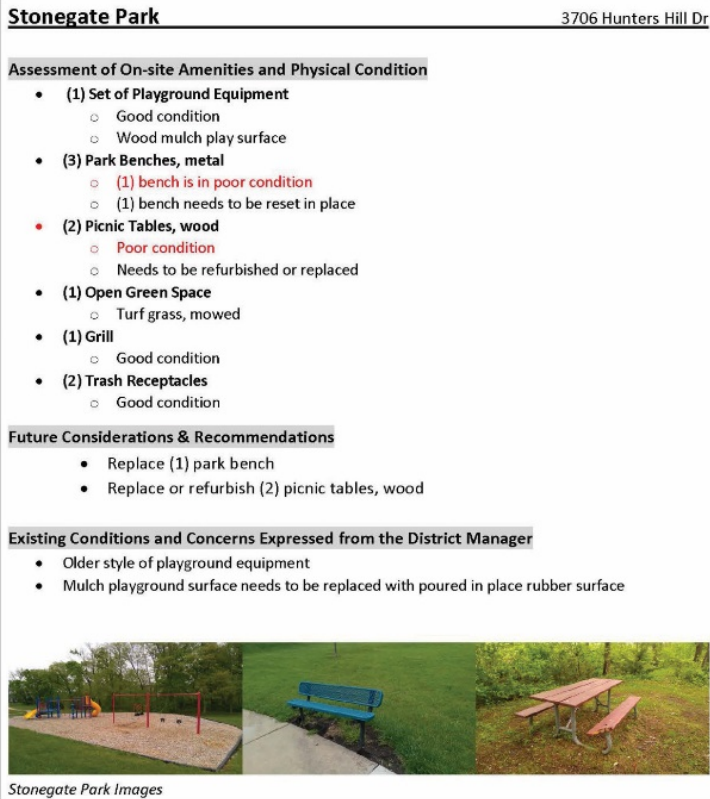 Stonegate Park 3706 Hunters Hill Dr
Assessment of On-site Amenities and Physical Condition
• (1) Set of Playground Equipment
o Good condition
o Wood mulch play surface
• (3) Park Benches, metal
o (1) bench is in poor condition
o (1) bench needs to be reset in place
• (2) Picnic Tables, wood
o Poor condition
o Needs to be refurbished or replaced
• (1) Open Green Space
o Turf grass, mowed
• (1) Grill
o Good condition
• (2) Trash Receptacles
o Good condition
Future Considerations & Recommendations
• Replace (1) park bench
• Replace or refurbish (2) picnic tables, wood
Existing Conditions and Concerns Expressed from the District Manager
• Older style of playground equipment
• Mulch playground surface needs to be replaced with poured in place rubber surface
Stonegate Park Images